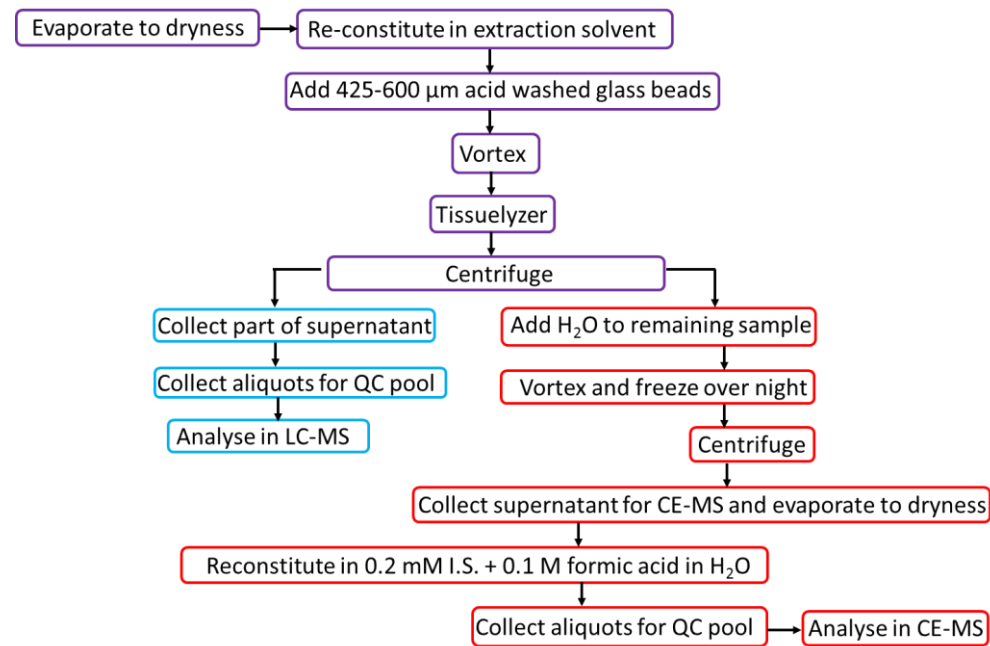 Evaporate to dryness
Re-constitute in extraction solvent
Add 425-600 µm acid washed glass beads
Vortex
Tissuelyzer
Centrifuge
Collect part of supernatant
Collect aliquots for QC pool
Analyse in LC-MS
Add H₂O to remaining sample
Vortex and freeze over night
Centrifuge
Collect supernatant for CE-MS and evaporate to dryness
Reconstitute in 0.2 mM I.S. + 0.1 M formic acid in H₂O
Collect aliquots for QC pool
Analyse in CE-MS